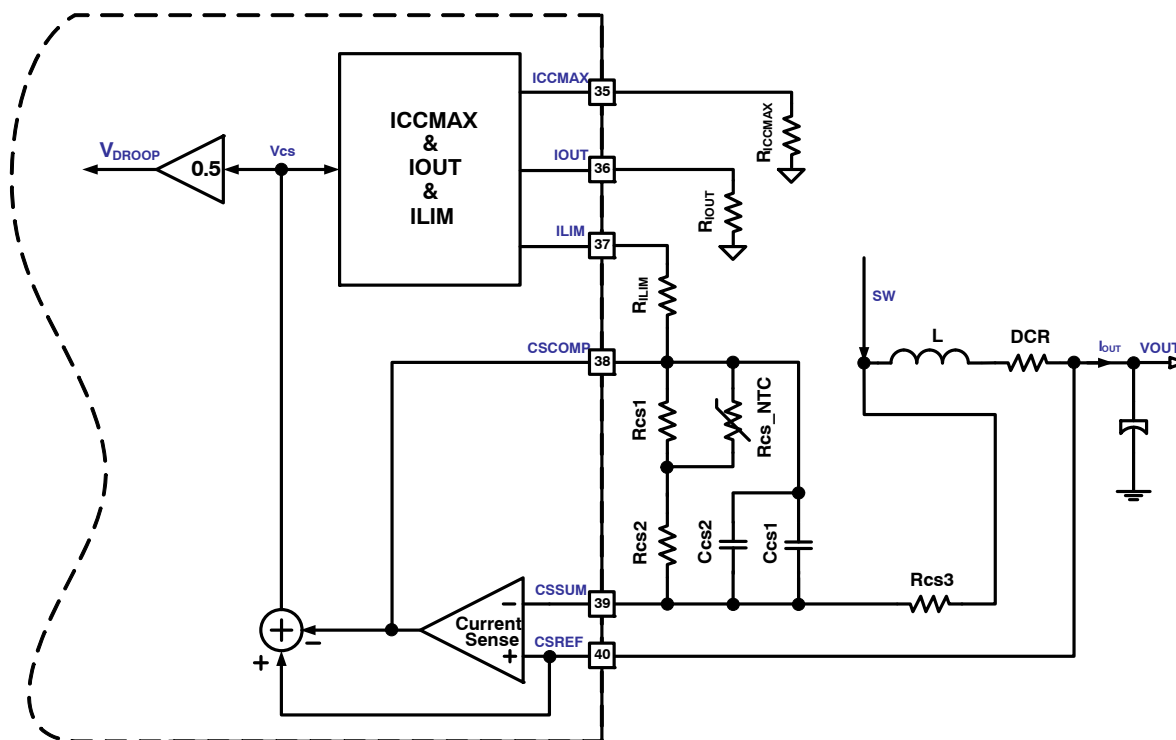 ICCMAX
35
ICCMAX
&
IOUT
&
ILIM
RICCMAX
VDROOP
0.5
Vcs
IOUT
36
RIOUT
ILIM
37
RILIM
SW
CSCOMP
38
L
DCR
IOUT
VOUT
Rcs1
Rcs_NTC
Rcs2
Ccs2
Ccs1
CSSUM
39
Rcs3
Current
Sense
CSREF
40
+
−
+
−
+